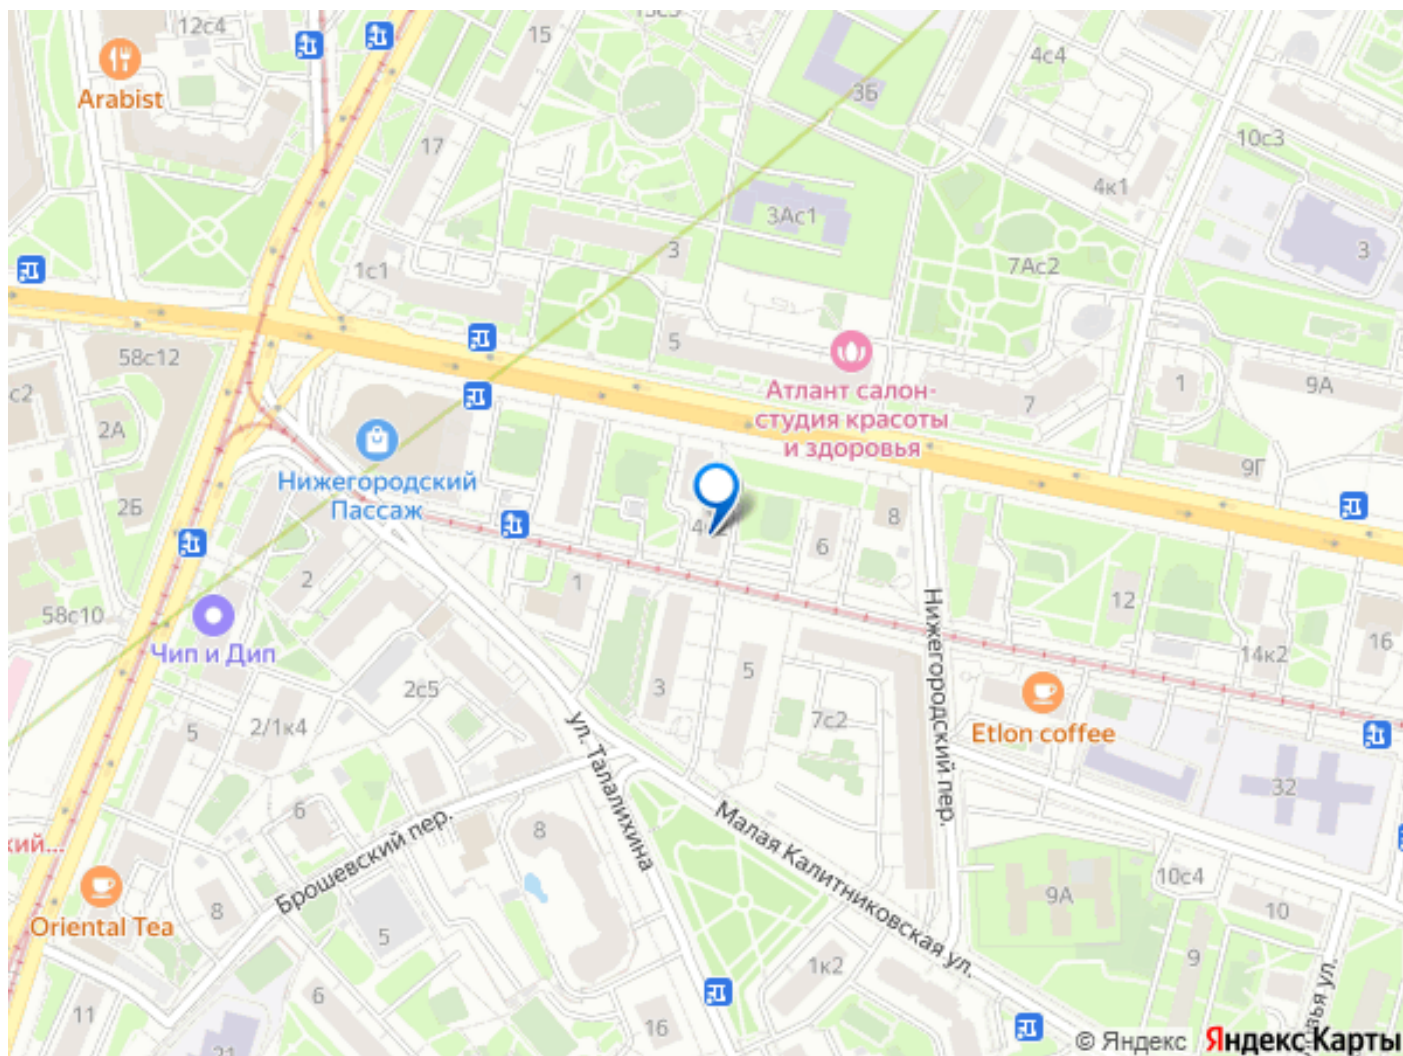 12с4
15
4с4
Arabist
3Б
10с3
17
4к1
3Ас1
3
3
1с1
7Ас2
58с12
5
1
9А
Атлант салон-
студия красоты
и здоровья
7
2А
9Г
Нижегородский
Пассаж
2Б
8
6
2
1
12
58с10
Чип и Дип
Нижегородский пер.
16
14к2
5
3
2с5
7с2
Etlon coffee
5
2/1к4
ул. Талалихина
32
6
Брошевский пер.
8
Малая Калитниковская ул.
кий...
10с4
9А
Oriental Tea
8
10
5
1к2
9
6
11
16
21
© Яндекс
Яндекс Карты